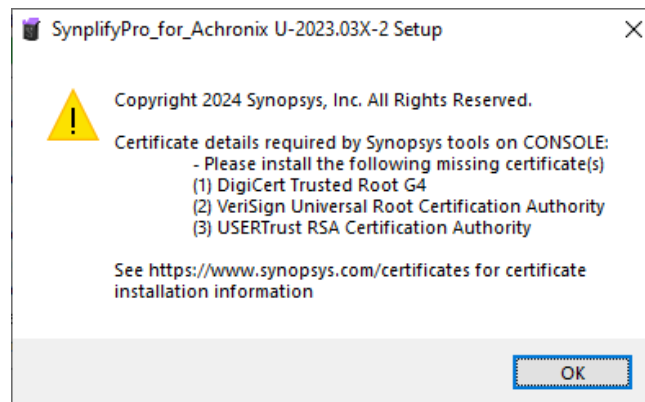 SynplifyPro_for_Achronix U-2023.03X-2 Setup
Copyright 2024 Synopsys, Inc. All Rights Reserved.
Certificate details required by Synopsys tools on CONSOLE:
- Please install the following missing certificate(s)
(1) DigiCert Trusted Root G4
(2) VeriSign Universal Root Certification Authority
(3) USERTrust RSA Certification Authority
See https://www.synopsys.com/certificates for certificate
installation information
OK